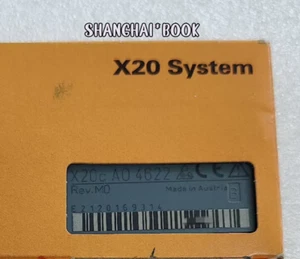 SHANGHAI*BOOK
X20 System
X20c AO 4622
Rev.M0
Made in Austria